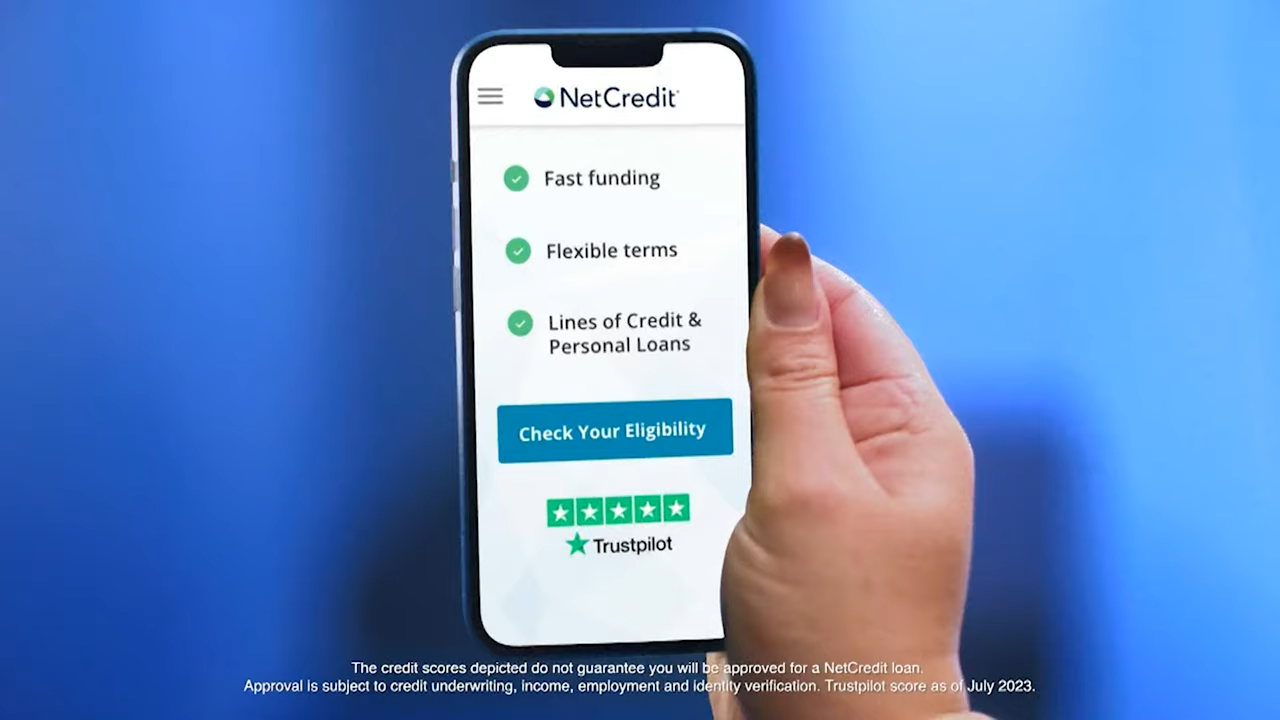 NetCredit
Fast funding
Flexible terms
Lines of Credit &
Personal Loans
Check Your Eligibility
Trustpilot
The credit scores depicted do not guarantee you will be approved for a NetCredit loan.
Approval is subject to credit underwriting, income, employment and identity verification. Trustpilot score as of July 2023.